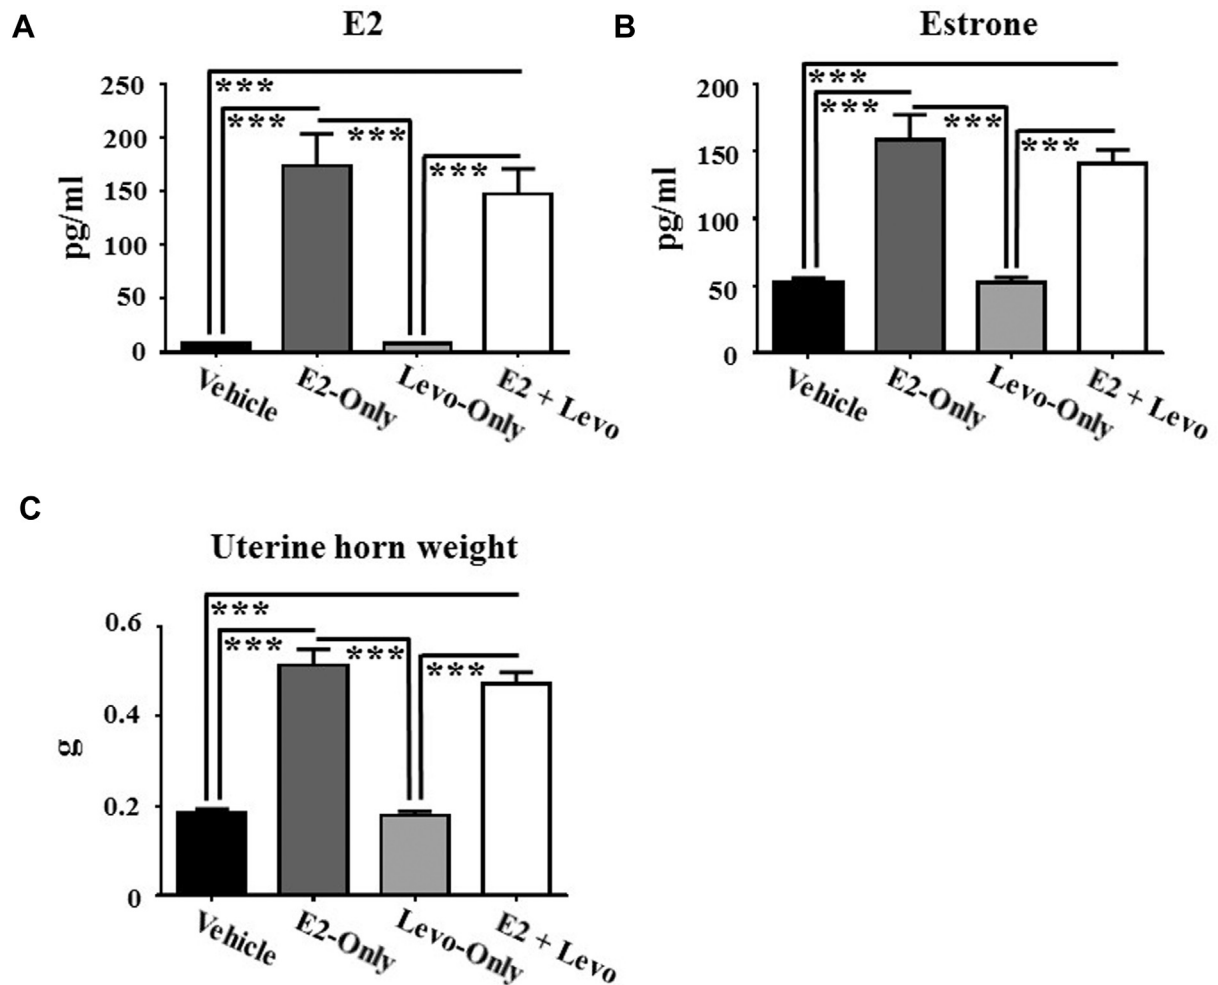 A
E2
250
200
150
100
50
0
pg/ml
***
***
***
***
Vehicle
E2-Only
Levo-Only
E2 + Levo
B
Estrone
200
150
100
50
0
pg/ml
***
***
***
***
Vehicle
E2-Only
Levo-Only
E2 + Levo
C
Uterine horn weight
0.6
0.4
0.2
0
g
***
***
***
***
Vehicle
E2-Only
Levo-Only
E2 + Levo